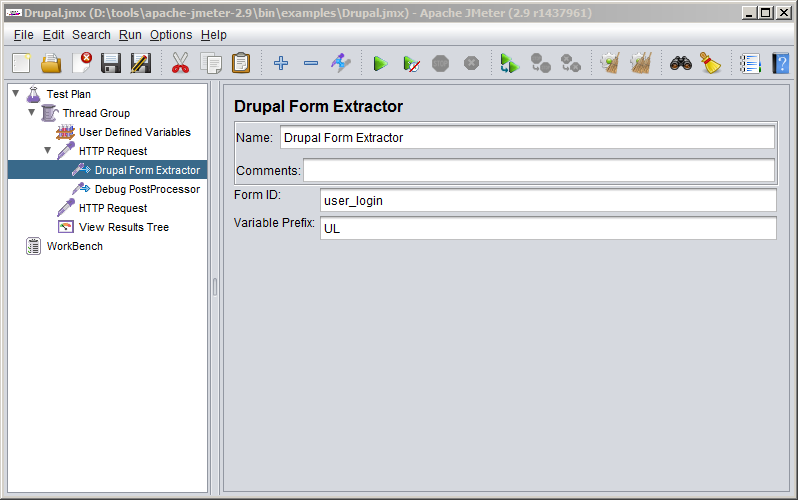 Drupal.jmx (D:\tools\apache-jmeter-2.9\bin\examples\Drupal.jmx) - Apache JMeter (2.9 r1437961)
File Edit Search Run Options Help
STOP
Test Plan
Thread Group
User Defined Variables
HTTP Request
Drupal Form Extractor
Debug PostProcessor
HTTP Request
View Results Tree
WorkBench
Drupal Form Extractor
Name: Drupal Form Extractor
Comments:
Form ID: user_login
Variable Prefix: UL